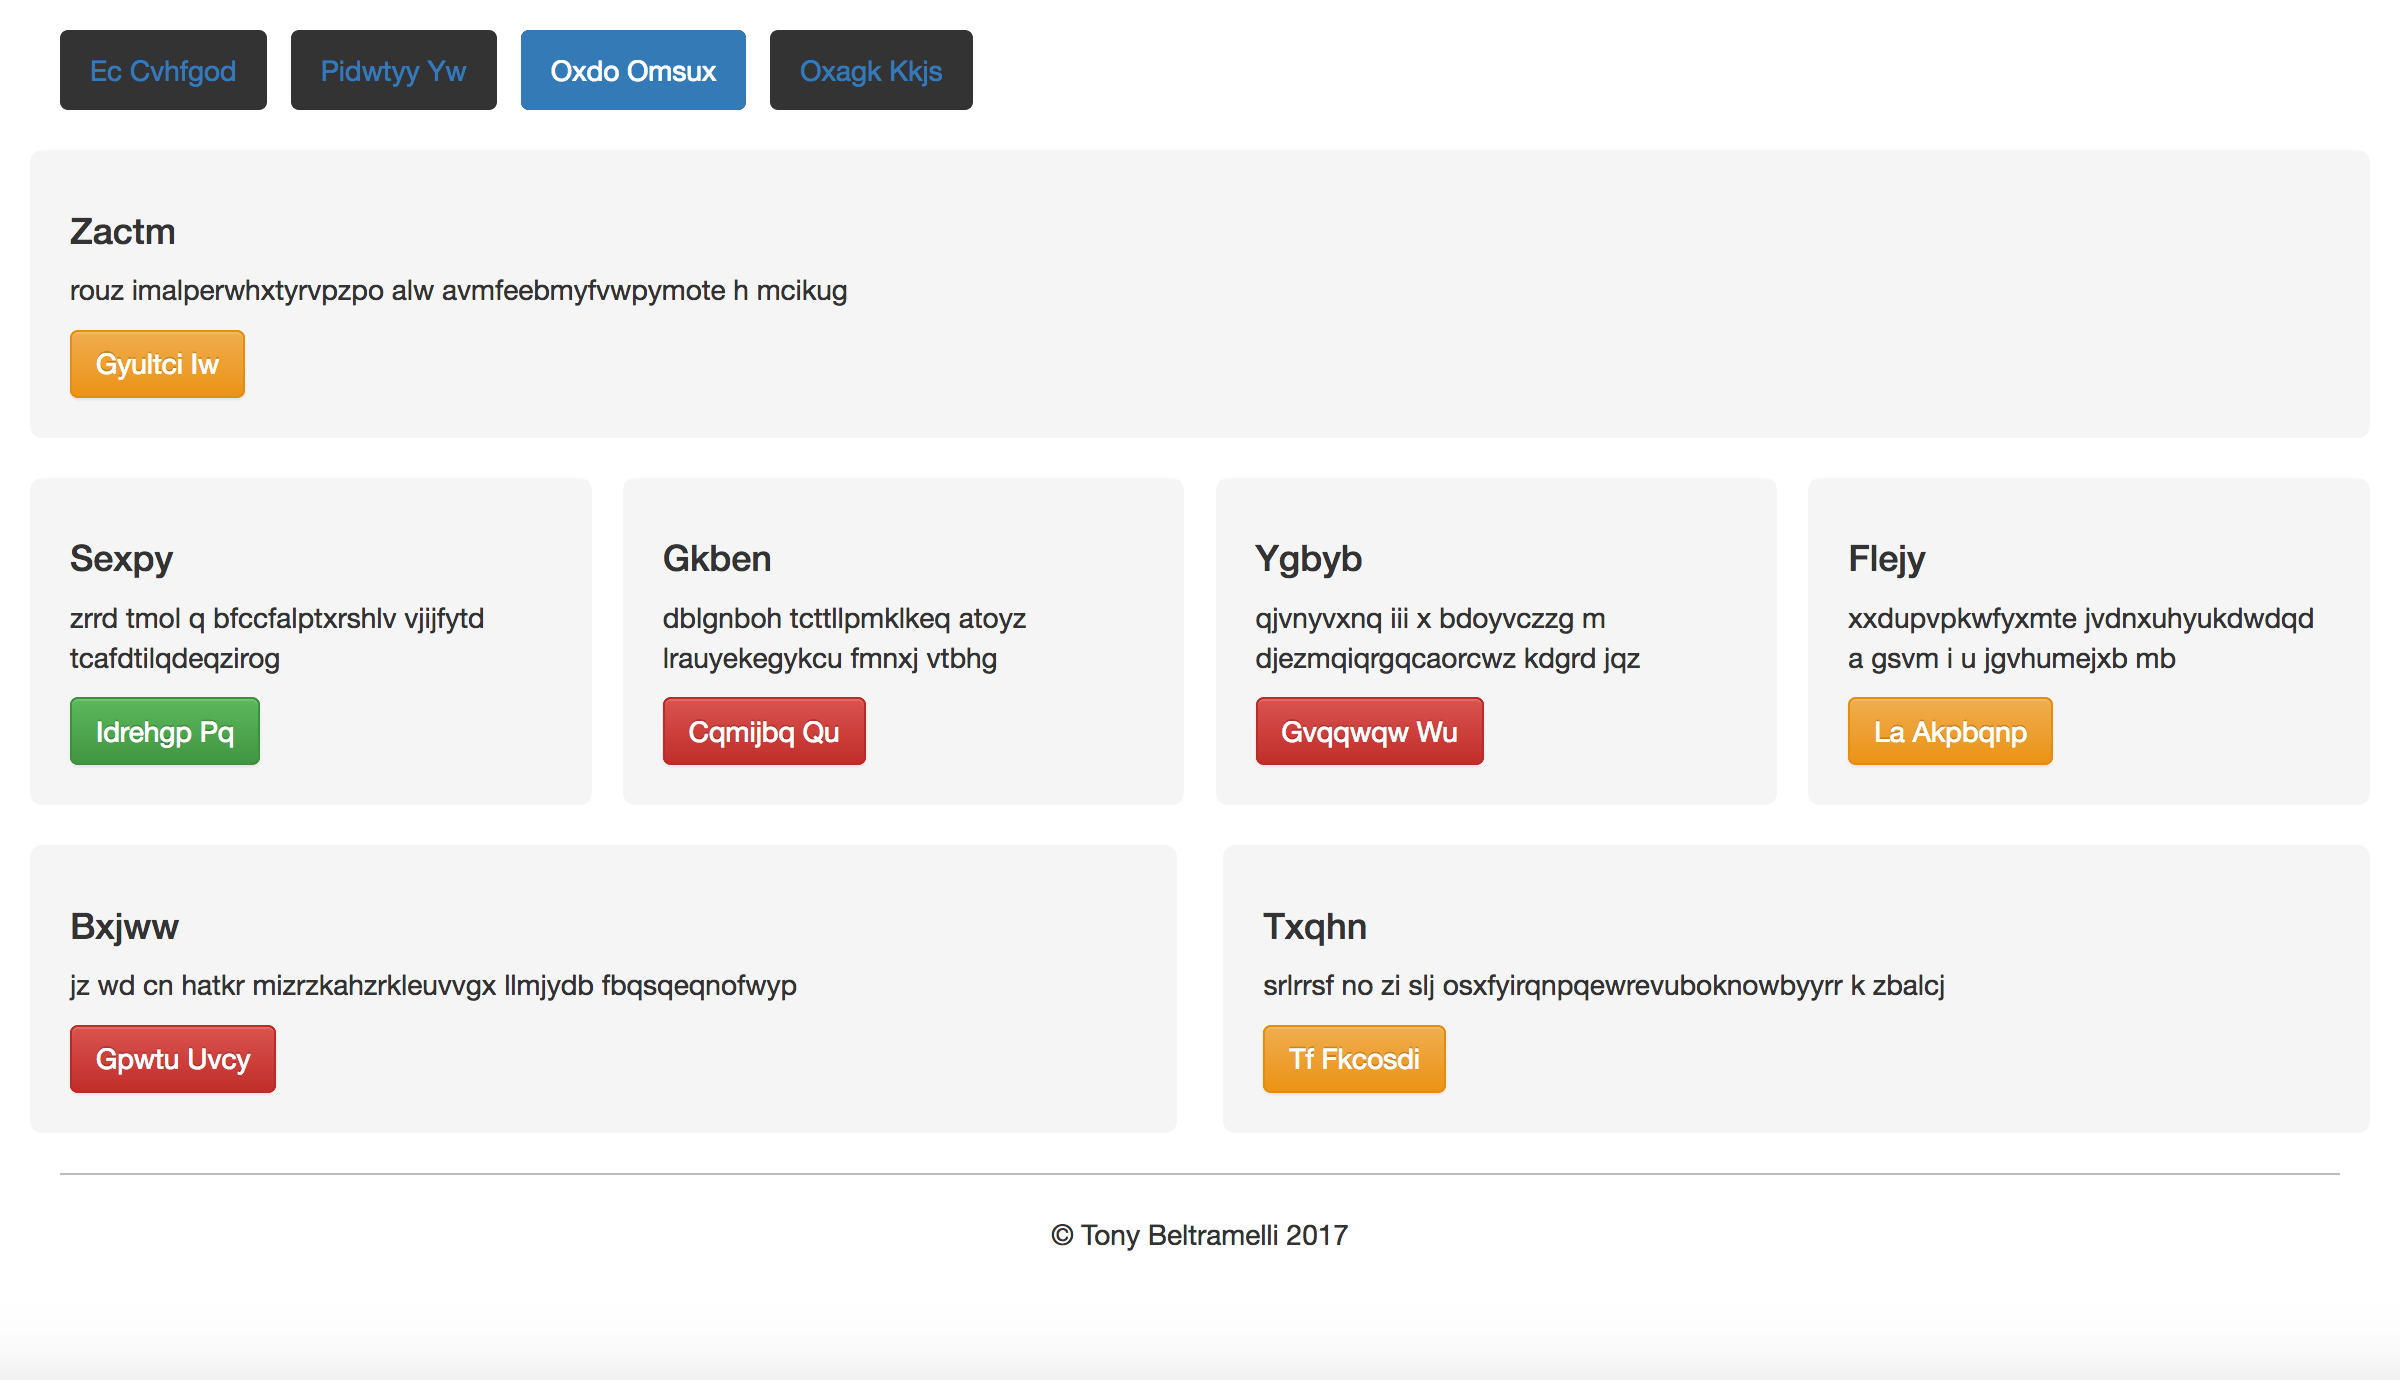 Ec Cvhfgod Pidwtyy Yw Oxdo Omsux Oxagk Kkjs
Zactm
rouz imalperwhxtyrvpzpo alw avmfeebmyfvwpymote h mcikug
Gyultci Iw
Sexpy
zrrd tmol q bfccfalptxrshlv vjijfytd
tcafdtilqdeqzirog
Idrehgp Pq
Gkben
dblgnboh tcttllpmklkeq atoyz
lrauyekegykcu fmnxj vtbhg
Cqmijbq Qu
Ygbyb
qjvnyvxnq iii x bdoyvczzg m
djezmqiqrgqcaorcwz kdgrd jqz
Gvqqwqw Wu
Flejy
xxdupvpkwfyxmte jvdnxuhyukdwdqd
a gsvm i u jgvhumejxb mb
La Akpbqnp
Bxjww
jz wd cn hatkr mizrzkahzrkleuvvgx llmjydb fbqsqeqnofwyp
Gpwtu Uvcy
Txqhn
srlrrsf no zi slj osxfyirqnpqewrevuboknowbyyrr k zbalcj
Tf Fkcosdi
© Tony Beltramelli 2017